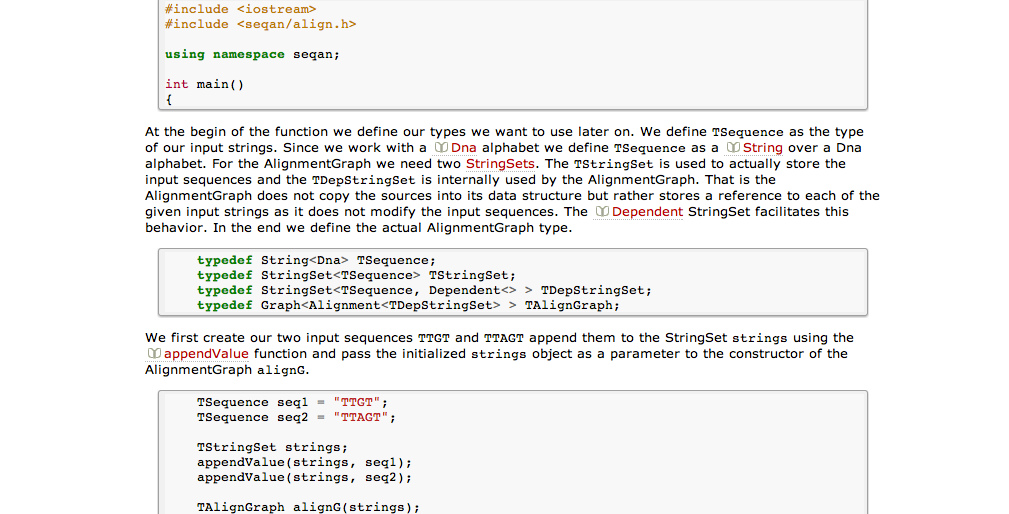 #include <iostream>
#include <seqan/align.h>
using namespace seqan;
int main()
{
At the begin of the function we define our types we want to use later on. We define TSequence as the type
of our input strings. Since we work with a Dna alphabet we define TSequence as a String over a Dna
alphabet. For the AlignmentGraph we need two StringSets. The TStringSet is used to actually store the
input sequences and the TDepStringSet is internally used by the AlignmentGraph. That is the
AlignmentGraph does not copy the sources into its data structure but rather stores a reference to each of the
given input strings as it does not modify the input sequences. The Dependent StringSet facilitates this
behavior. In the end we define the actual AlignmentGraph type.
typedef String<Dna> TSequence;
typedef StringSet<TSequence> TStringSet;
typedef StringSet<TSequence, Dependent<> > TDepStringSet;
typedef Graph<Alignment<TDepStringSet> > TAlignGraph;
We first create our two input sequences TTGT and TTAGT append them to the StringSet strings using the
appendValue function and pass the initialized strings object as a parameter to the constructor of the
AlignmentGraph alignG.
TSequence seq1 = "TTGT";
TSequence seq2 = "TTAGT";
TStringSet strings;
appendValue(strings, seq1);
appendValue(strings, seq2);
TAlignGraph alignG(strings);